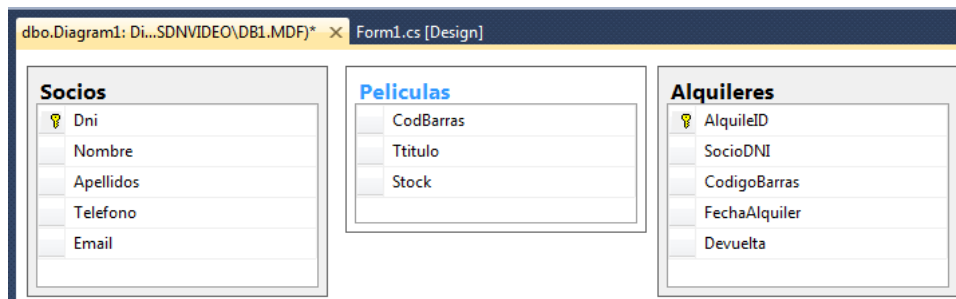 dbo.Diagram1: Di...SDNVIDEO\DB1.MDF)* Form1.cs [Design]
Socios
Dni
Nombre
Apellidos
Telefono
Email
Peliculas
CodBarras
Ttitulo
Stock
Alquileres
AlquileID
SocioDNI
CodigoBarras
FechaAlquiler
Devuelta